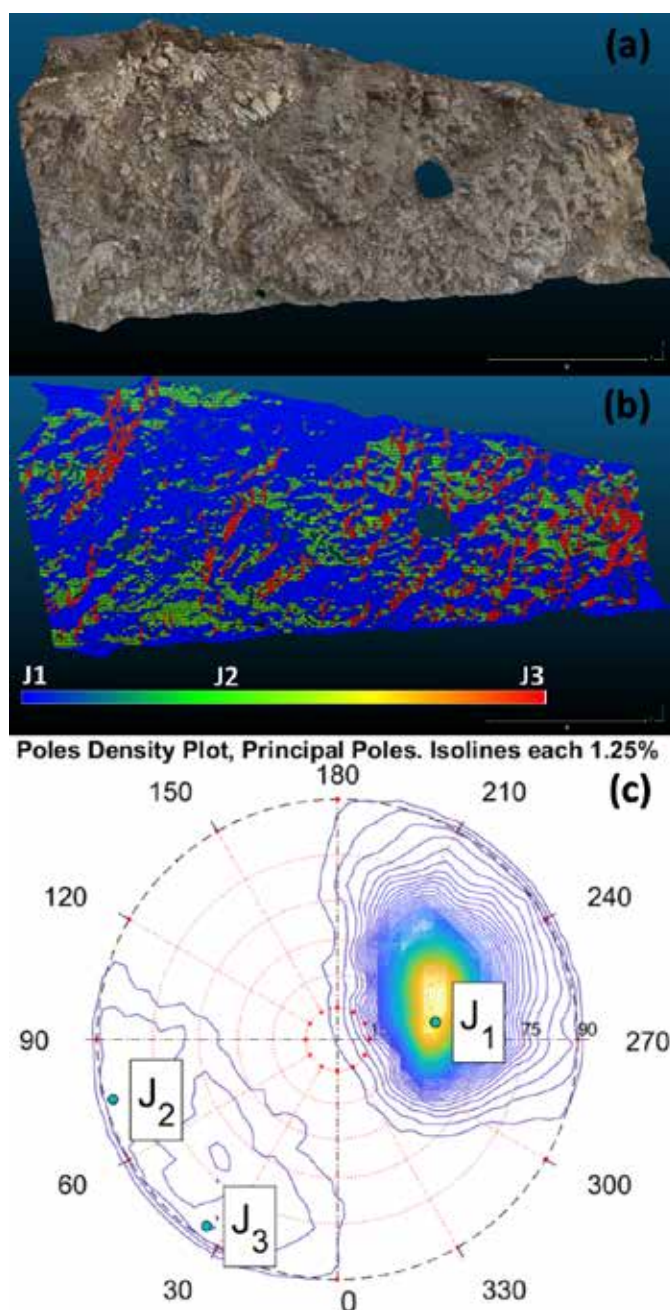 (a)
(b)
J1 J2 J3
Poles Density Plot, Principal Poles. Isolines each 1.25%
(c)
180
150 210
120 240
J1
75 90
90 270
J2
60 300
J3
30 330
0